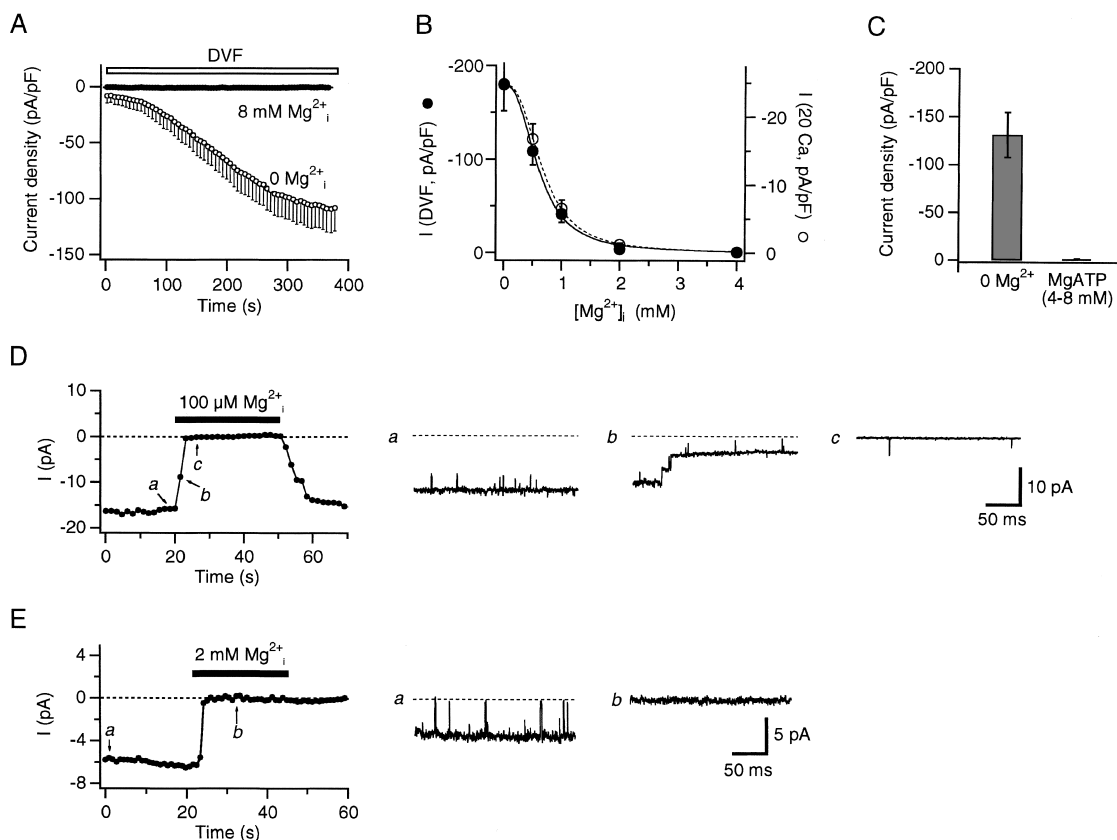 A
DVF
8 mM Mg2+i
0 Mg2+i
0
-50
-100
-150
Current density (pA/pF)
0 100 200 300 400
Time (s)
B
-200
-100
0
I (DVF, pA/pF)
-20
-10
0
I (20 Ca, pA/pF)
0 1 2 3 4
[Mg2+]i (mM)
C
-200
-150
-100
-50
0
Current density (pA/pF)
0 Mg2+
MgATP
(4-8 mM)
D
10
0
-10
-20
I (pA)
100 µM Mg2+i
a
b
c
0 20 40 60
Time (s)
a
b
c
10 pA
50 ms
E
4
0
-4
-8
I (pA)
2 mM Mg2+i
a
b
0 20 40 60
Time (s)
a
b
5 pA
50 ms